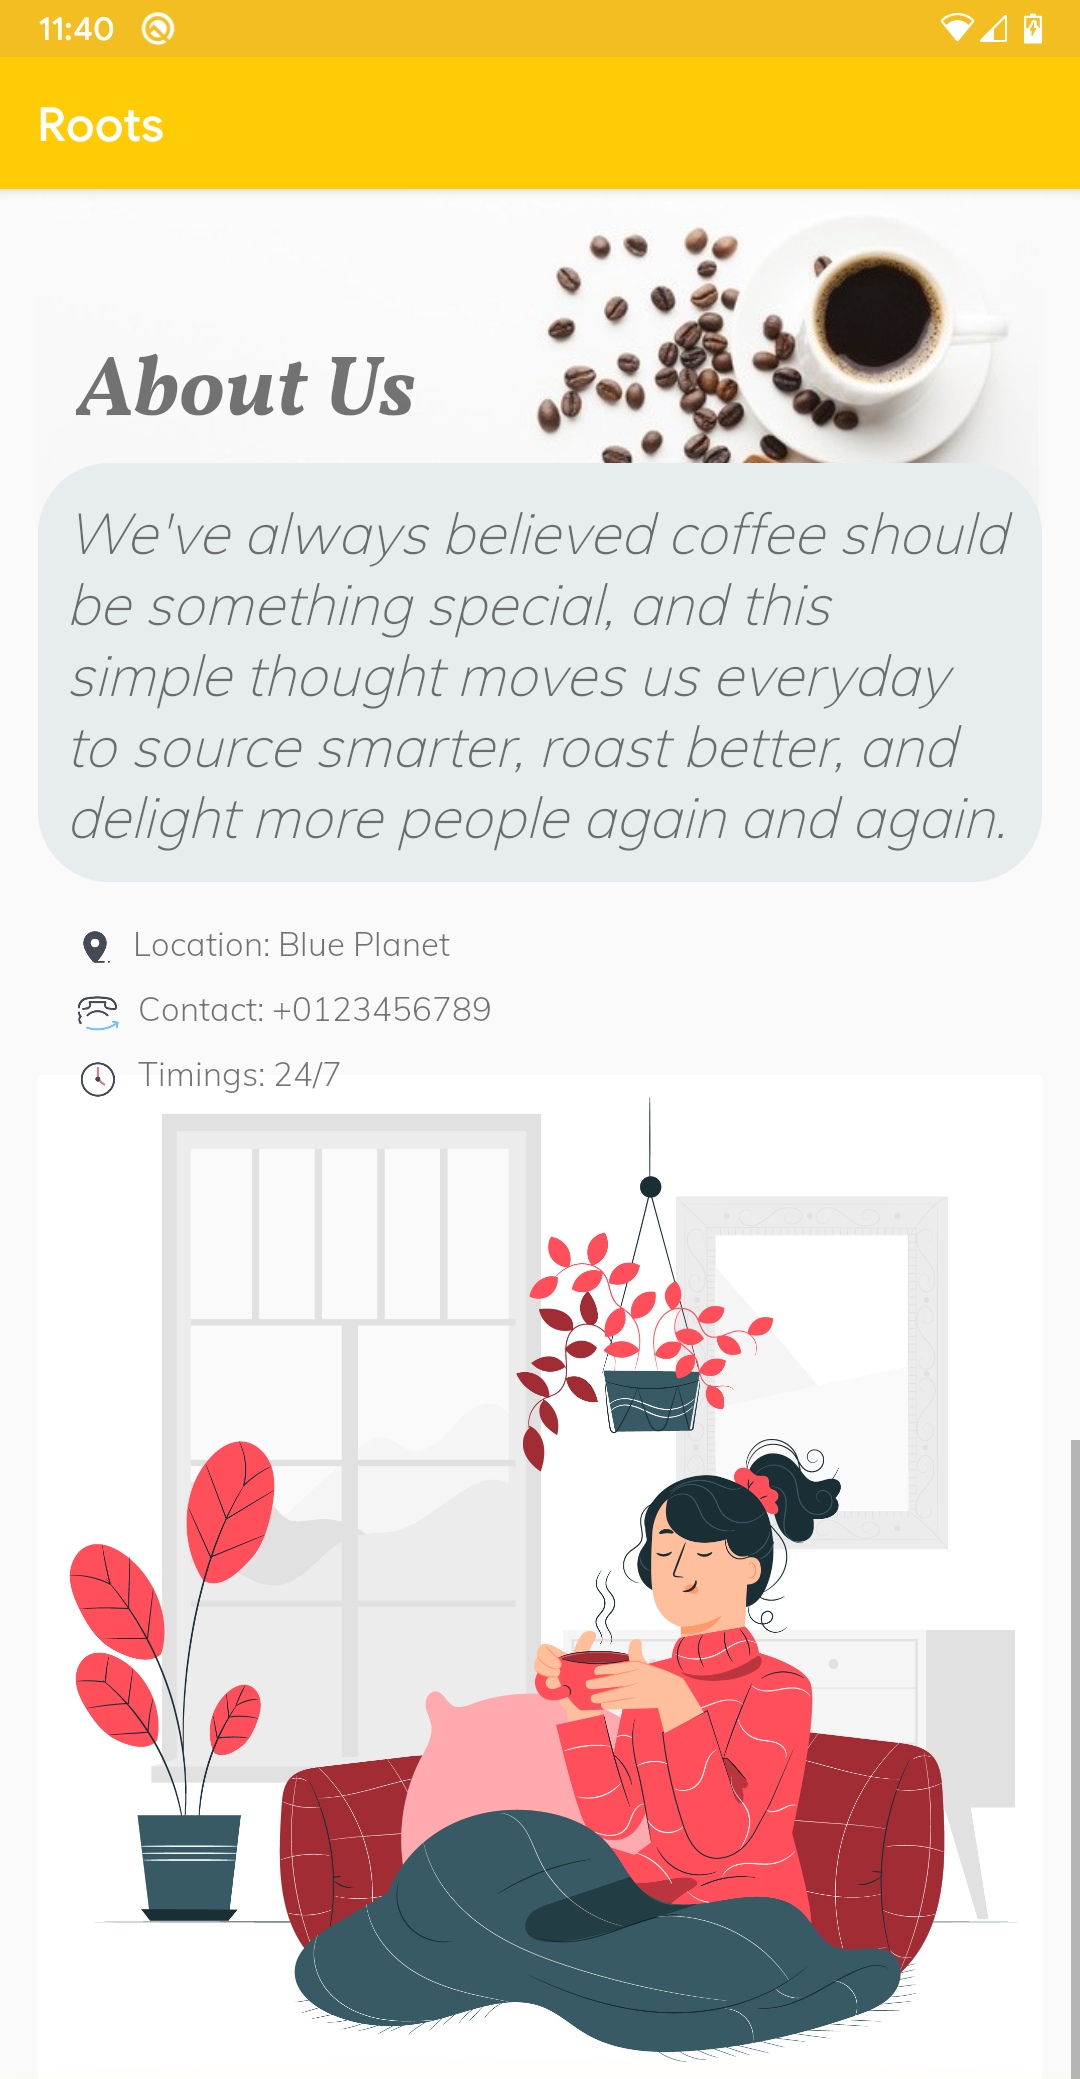 11:40
Roots
About Us
We've always believed coffee should
be something special, and this
simple thought moves us everyday
to source smarter, roast better, and
delight more people again and again.
Location: Blue Planet
Contact: +0123456789
Timings: 24/7